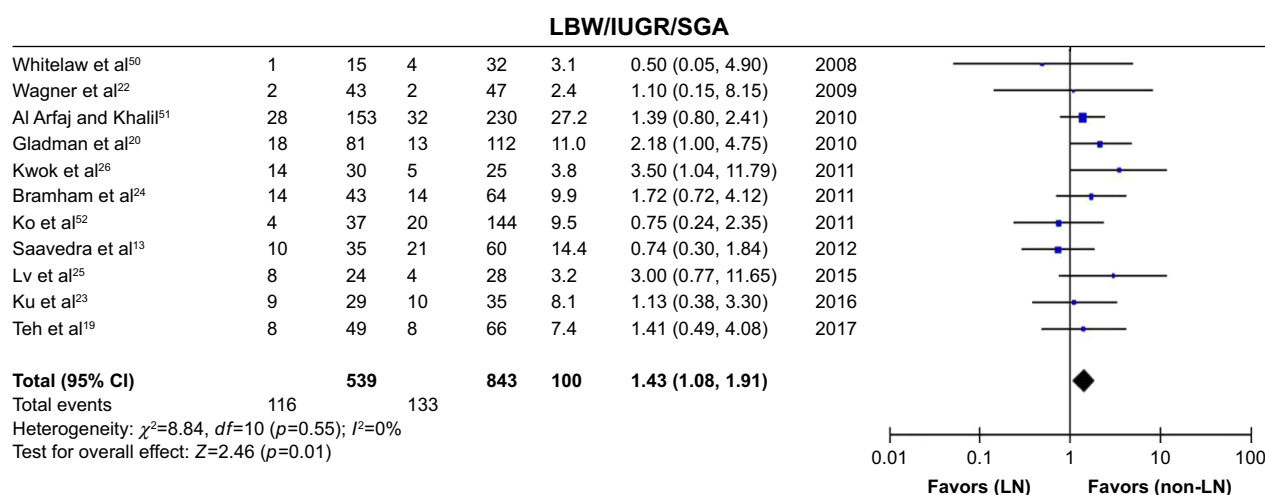 LBW/IUGR/SGA
Whitelaw et al50 1 15 4 32 3.1 0.50 (0.05, 4.90) 2008
Wagner et al22 2 43 2 47 2.4 1.10 (0.15, 8.15) 2009
Al Arfaj and Khalil51 28 153 32 230 27.2 1.39 (0.80, 2.41) 2010
Gladman et al20 18 81 13 112 11.0 2.18 (1.00, 4.75) 2010
Kwok et al26 14 30 5 25 3.8 3.50 (1.04, 11.79) 2011
Bramham et al24 14 43 14 64 9.9 1.72 (0.72, 4.12) 2011
Ko et al52 4 37 20 144 9.5 0.75 (0.24, 2.35) 2011
Saavedra et al13 10 35 21 60 14.4 0.74 (0.30, 1.84) 2012
Lv et al25 8 24 4 28 3.2 3.00 (0.77, 11.65) 2015
Ku et al23 9 29 10 35 8.1 1.13 (0.38, 3.30) 2016
Teh et al19 8 49 8 66 7.4 1.41 (0.49, 4.08) 2017
Total (95% CI) 539 843 100 1.43 (1.08, 1.91)
Total events 116 133
Heterogeneity: χ2=8.84, df=10 (p=0.55); I2=0%
Test for overall effect: Z=2.46 (p=0.01)
0.01 0.1 1 10 100
Favors (LN) Favors (non-LN)